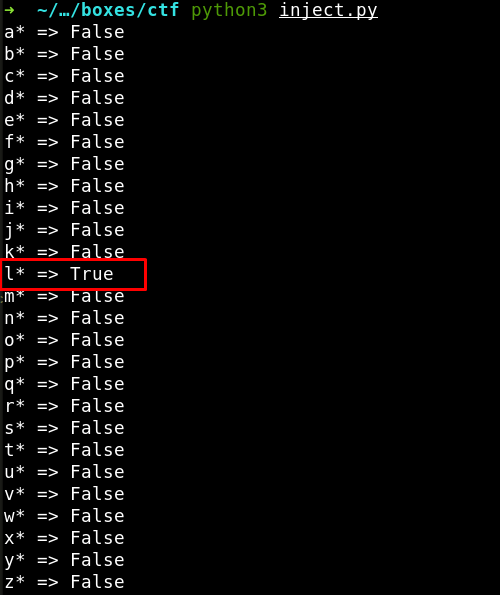 → ~/…/boxes/ctf python3 inject.py
a* => False
b* => False
c* => False
d* => False
e* => False
f* => False
g* => False
h* => False
i* => False
j* => False
k* => False
l* => True
m* => False
n* => False
o* => False
p* => False
q* => False
r* => False
s* => False
t* => False
u* => False
v* => False
w* => False
x* => False
y* => False
z* => False